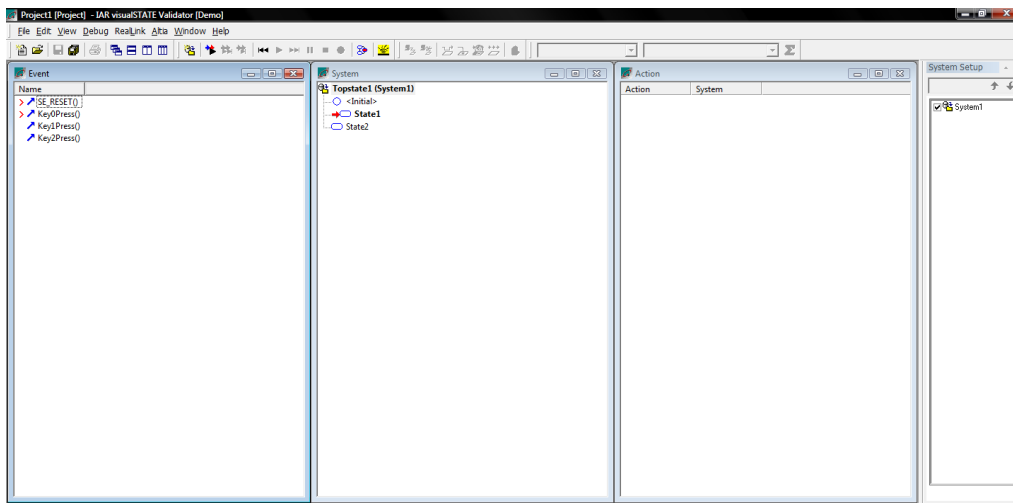 Project1 [Project] - IAR visualSTATE Validator [Demo]
File Edit View Debug RealLink Altia Window Help
Event
System
Action
System Setup
Name
Topstate1 (System1)
Action System
SE_RESET()
<Initial>
System1
Key0Press()
State1
Key1Press()
State2
Key2Press()